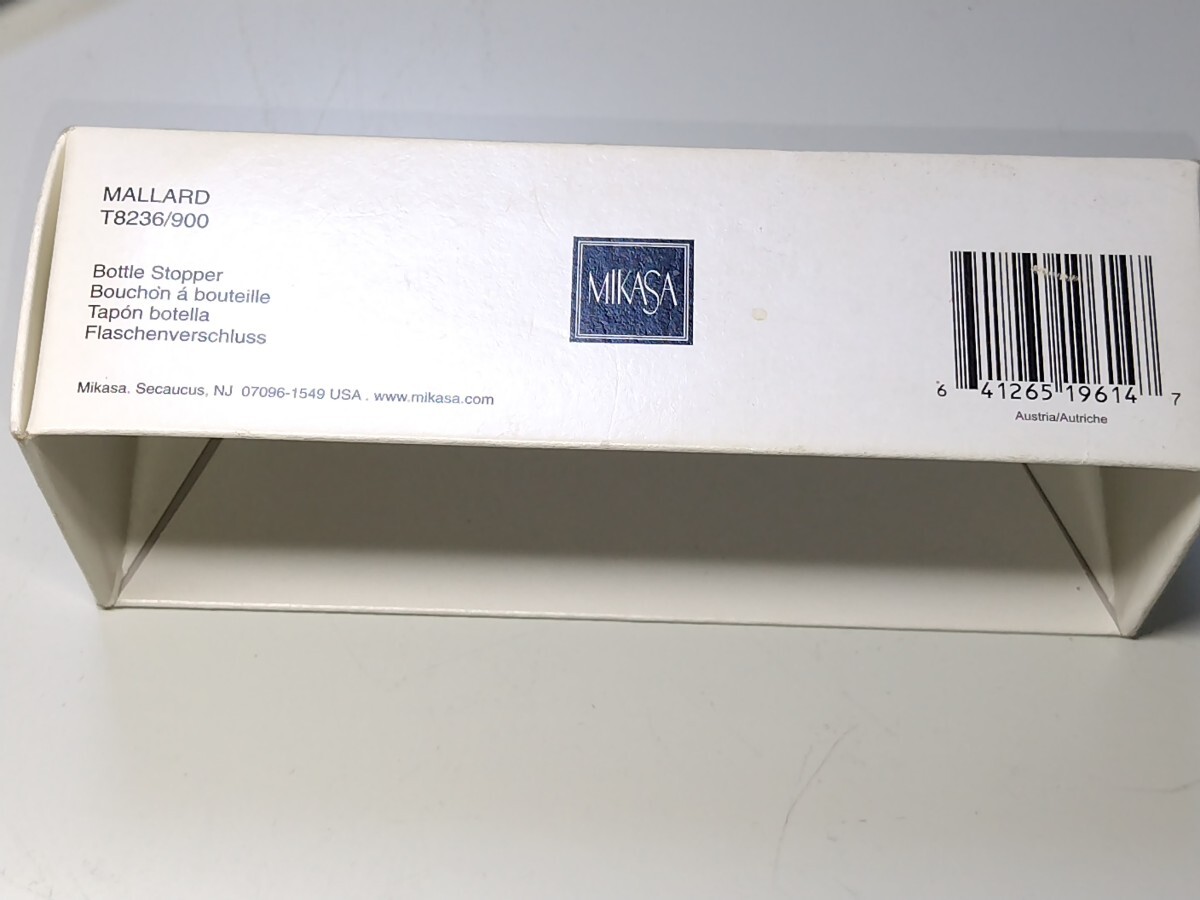 MALLARD
T8236/900
Bottle Stopper
Bouchon á bouteille
Tapón botella
Flaschenverschluss
Mikasa. Secaucus, NJ 07096-1549 USA . www.mikasa.com
MIKASA
6 41265 19614 7
Austria/Autriche